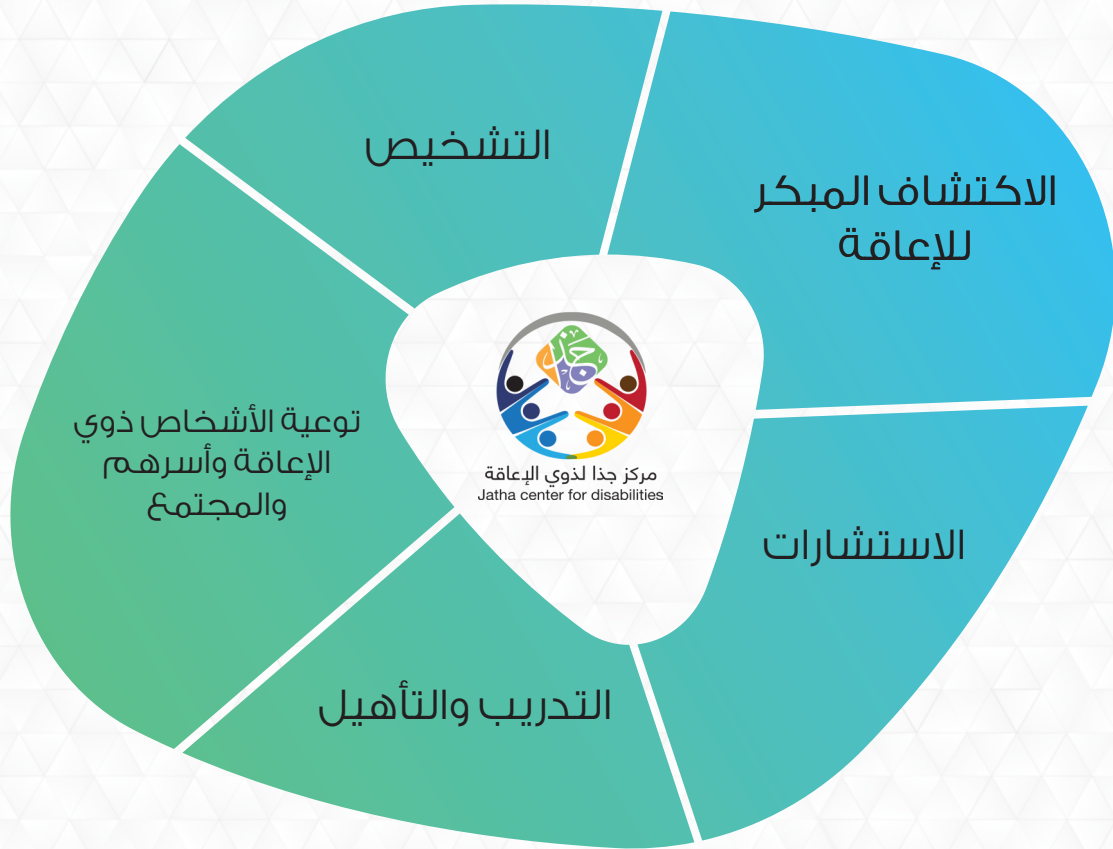 الاكتشاف المبكر
للإعاقة
التشخيص
توعية الأشخاص ذوي
الإعاقة وأسرهم
والمجتمع
جذا
مركز جذا لذوي الإعاقة
Jatha center for disabilities
الاستشارات
التدريب والتأهيل